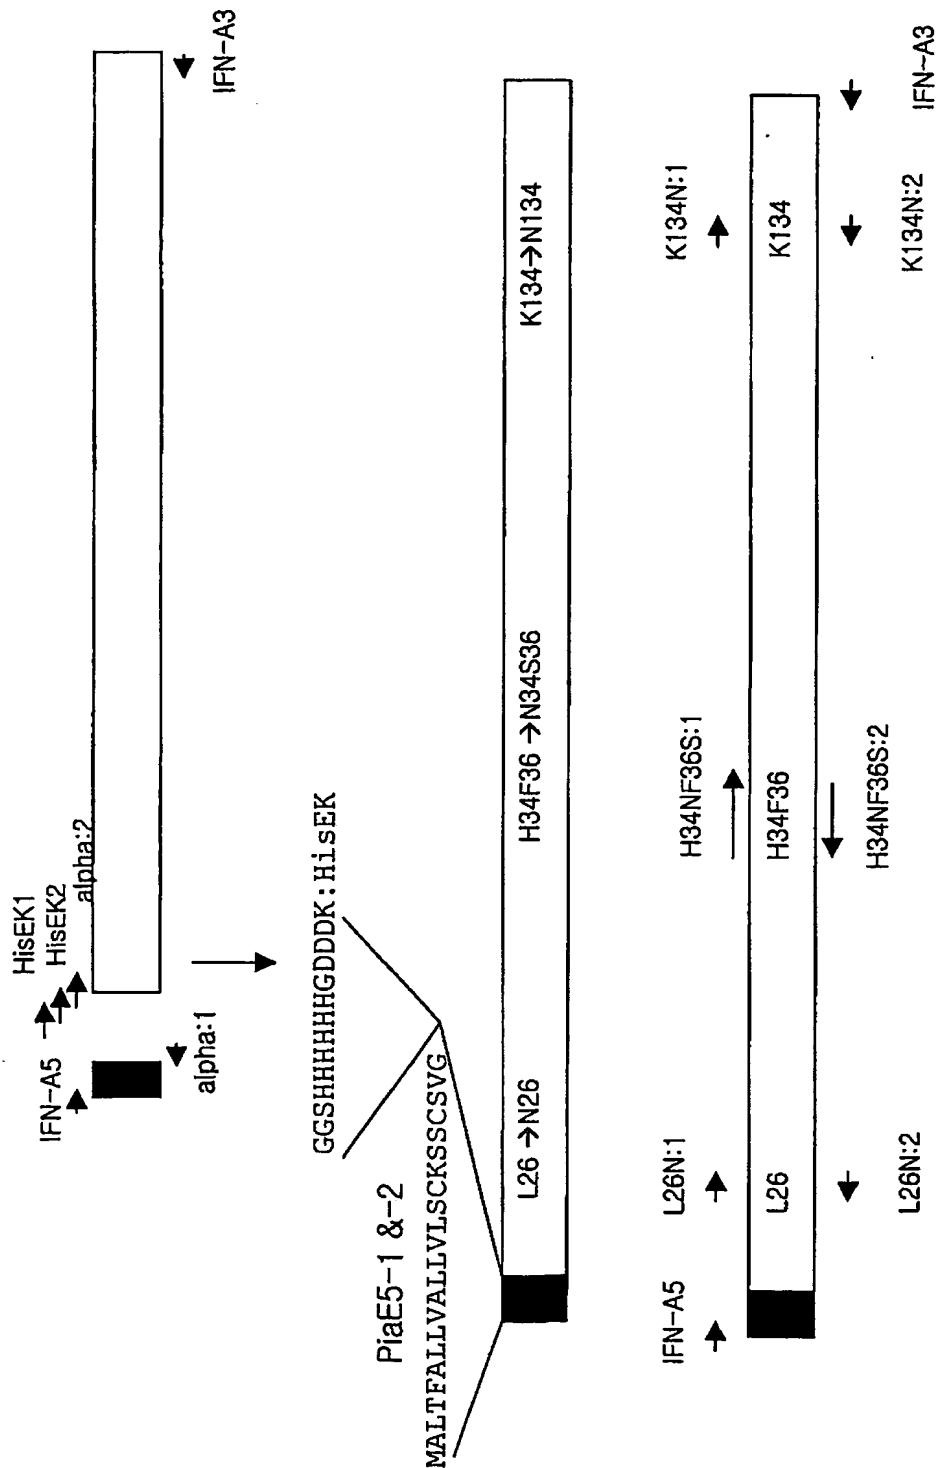 HisEK1
HisEK2
alpha:2
IFN-A5
alpha:1
IFN-A3
GGSHHHHHHGDDDK:HisEK
PiaE5-1 &-2
MALTFALLVALLVLSCKSSCSVG
L26→N26
H34F36→N34S36
K134→N134
IFN-A5
L26N:1
H34NF36S:1
K134N:1
L26
H34F36
K134
L26N:2
H34NF36S:2
K134N:2
IFN-A3